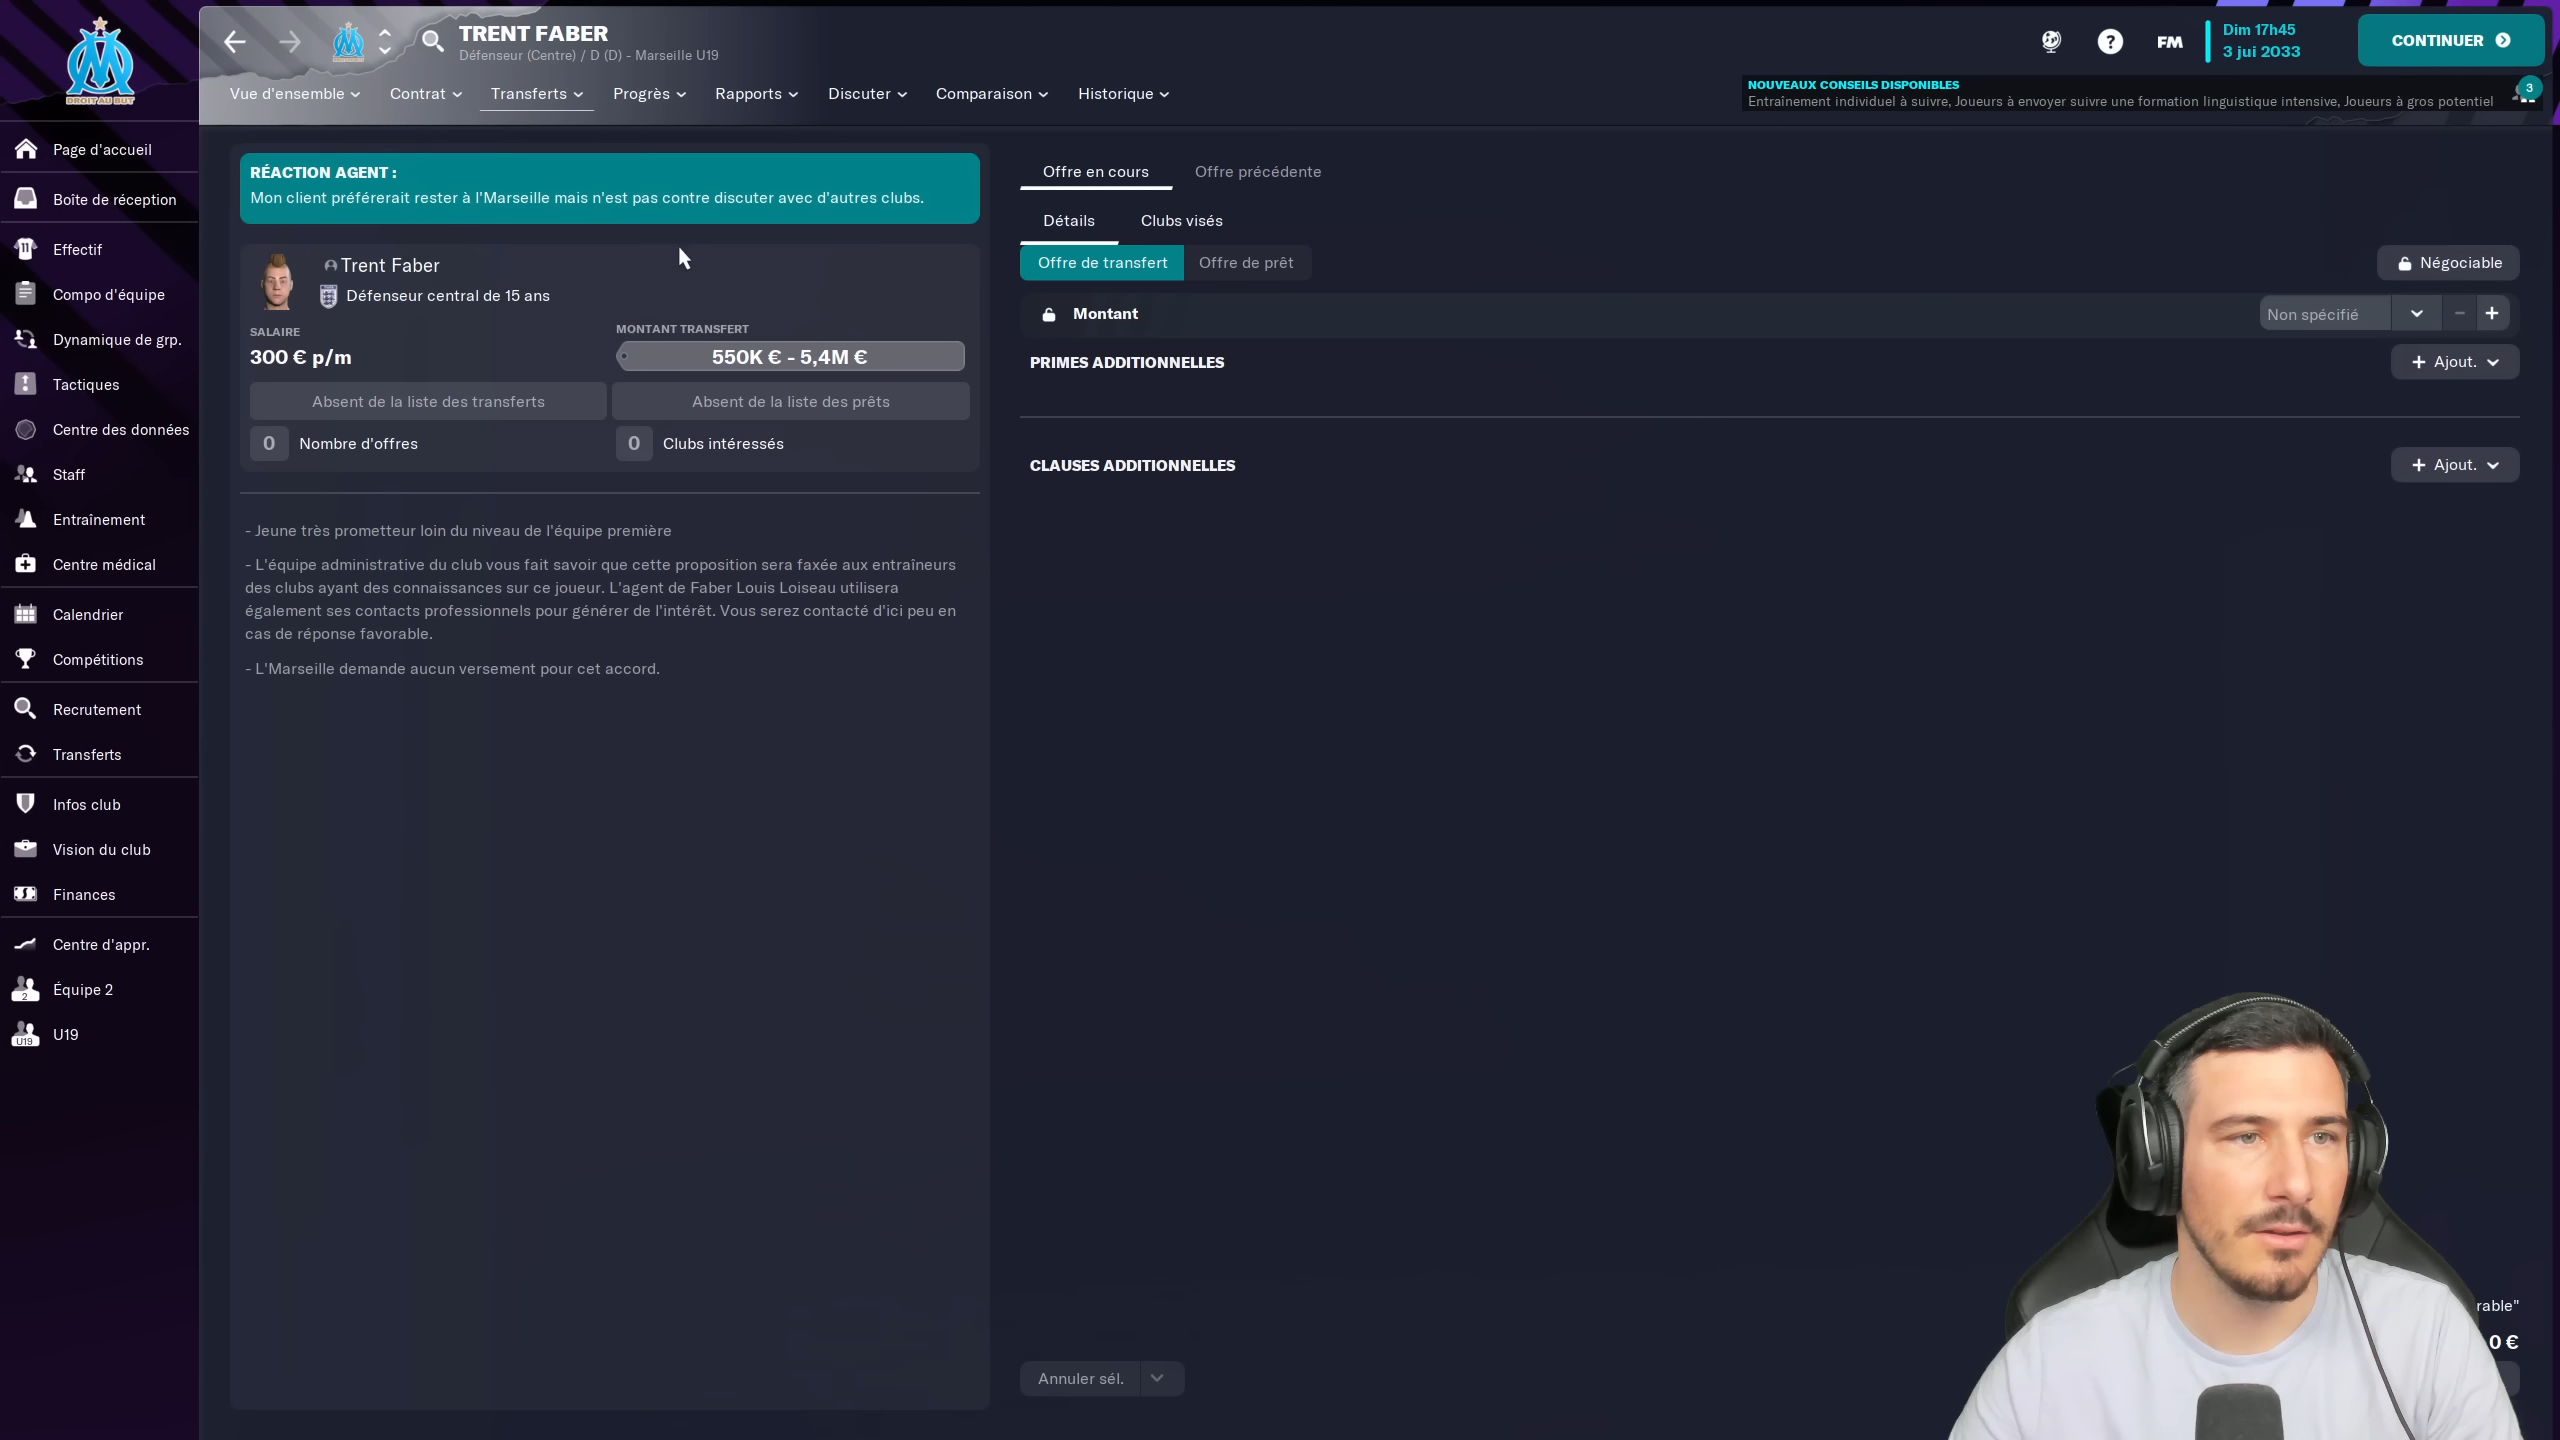 DROIT AU BUT
Page d'accueil
Boîte de réception
Effectif
Compo d'équipe
Dynamique de grp.
Tactiques
Centre des données
Staff
Entraînement
Centre médical
Calendrier
Compétitions
Recrutement
Transferts
Infos club
Vision du club
Finances
Centre d'appr.
2
Équipe 2
U19
U19
TRENT FABER
Défenseur (Centre) / D (D) - Marseille U19
Vue d'ensemble
Contrat
Transferts
Progrès
Rapports
Discuter
Comparaison
Historique
?
FM
Dim 17h45
3 jui 2033
CONTINUER
NOUVEAUX CONSEILS DISPONIBLES
Entraînement individuel à suivre, Joueurs à envoyer suivre une formation linguistique intensive, Joueurs à gros potentiel
3
RÉACTION AGENT :
Mon client préférerait rester à l'Marseille mais n'est pas contre discuter avec d'autres clubs.
Trent Faber
Défenseur central de 15 ans
SALAIRE
300 € p/m
MONTANT TRANSFERT
550K € - 5,4M €
Absent de la liste des transferts
Absent de la liste des prêts
0 Nombre d'offres
0 Clubs intéressés
- Jeune très prometteur loin du niveau de l'équipe première
- L'équipe administrative du club vous fait savoir que cette proposition sera faxée aux entraîneurs
des clubs ayant des connaissances sur ce joueur. L'agent de Faber Louis Loiseau utilisera
également ses contacts professionnels pour générer de l'intérêt. Vous serez contacté d'ici peu en
cas de réponse favorable.
- L'Marseille demande aucun versement pour cet accord.
Offre en cours
Offre précédente
Détails
Clubs visés
Offre de transfert
Offre de prêt
Négociable
Montant
Non spécifié
PRIMES ADDITIONNELLES
+ Ajout.
CLAUSES ADDITIONNELLES
+ Ajout.
rable"
0 €
Annuler sél.